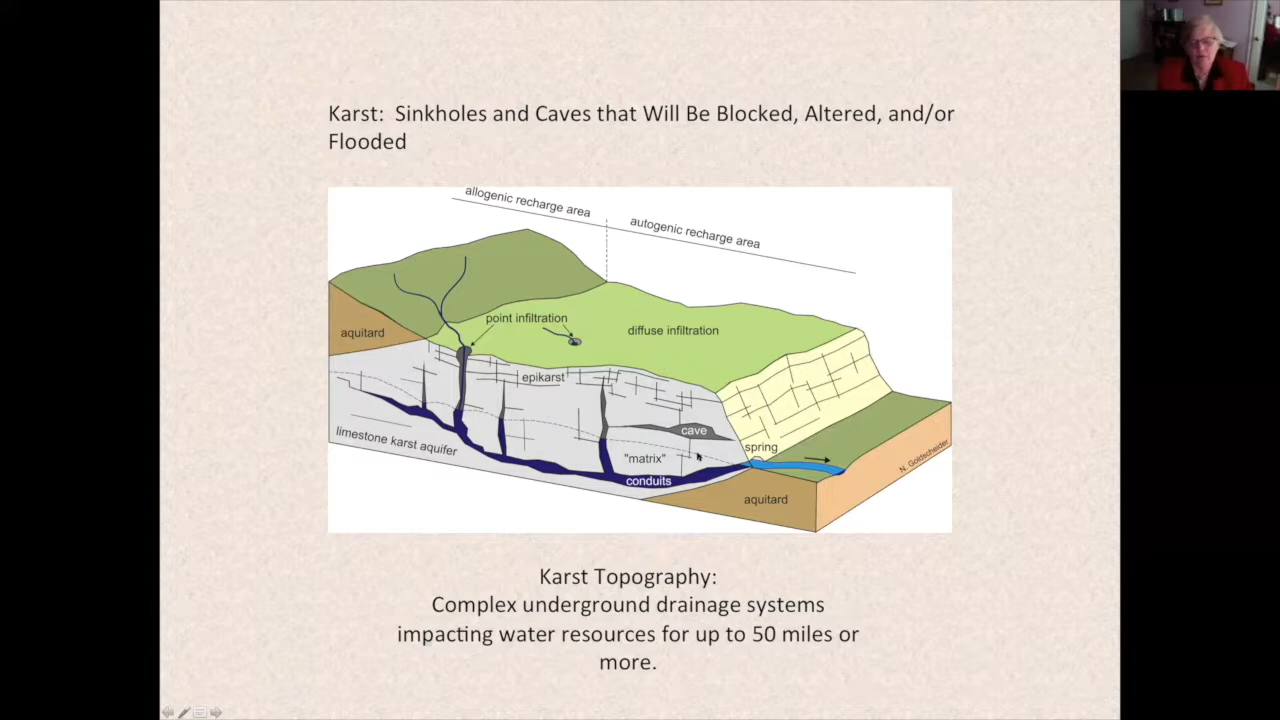 Karst: Sinkholes and Caves that Will Be Blocked, Altered, and/or
Flooded
allogenic recharge area
autogenic recharge area
point infiltration
diffuse infiltration
aquitard
epikarst
cave
limestone karst aquifer
"matrix"
spring
conduits
aquitard
N. Goldscheider
Karst Topography:
Complex underground drainage systems
impacting water resources for up to 50 miles or
more.